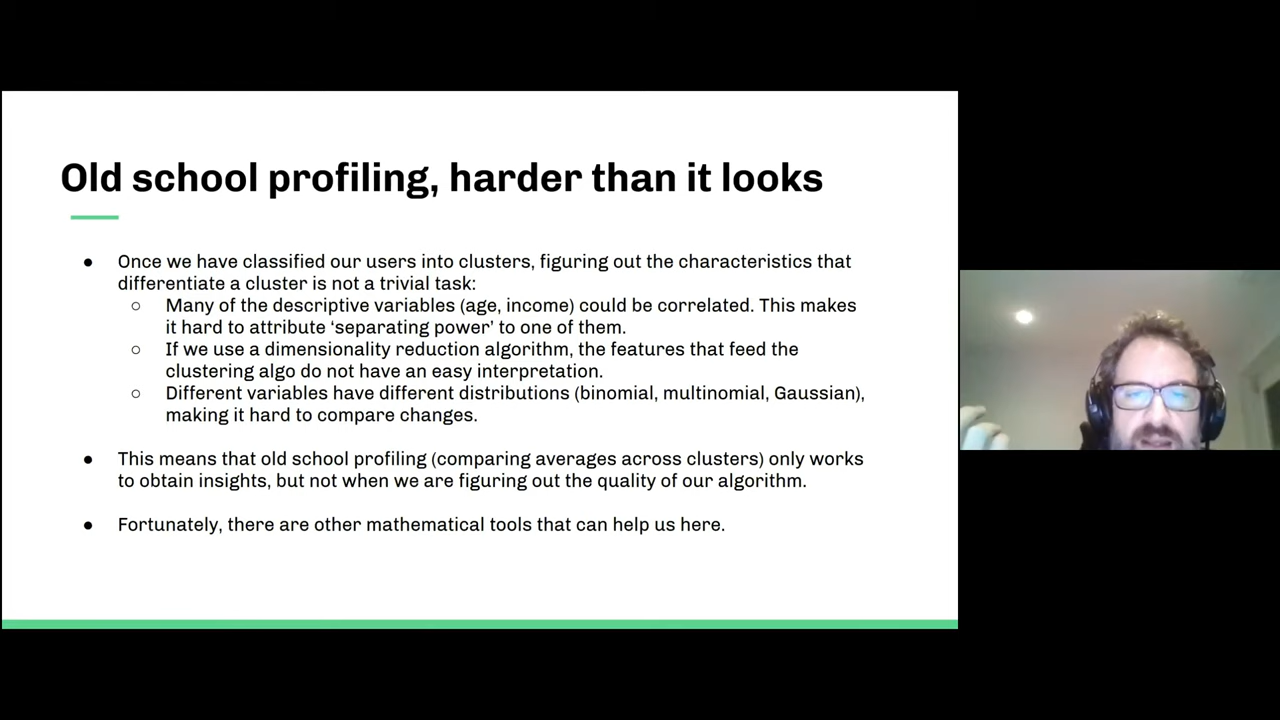 Old school profiling, harder than it looks
● Once we have classified our users into clusters, figuring out the characteristics that
differentiate a cluster is not a trivial task:
○ Many of the descriptive variables (age, income) could be correlated. This makes
it hard to attribute ‘separating power’ to one of them.
○ If we use a dimensionality reduction algorithm, the features that feed the
clustering algo do not have an easy interpretation.
○ Different variables have different distributions (binomial, multinomial, Gaussian),
making it hard to compare changes.
● This means that old school profiling (comparing averages across clusters) only works
to obtain insights, but not when we are figuring out the quality of our algorithm.
● Fortunately, there are other mathematical tools that can help us here.